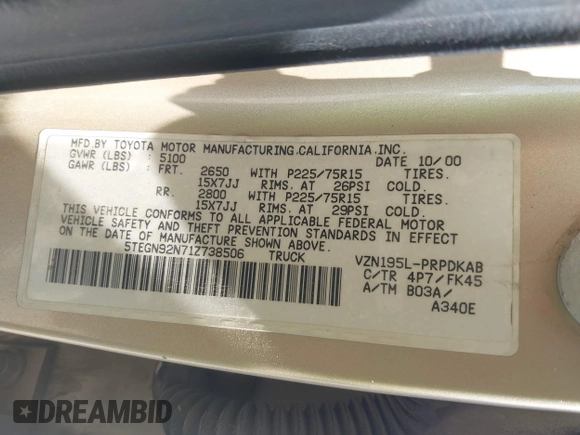 MFD.BY TOYOTA MOTOR MANUFACTURING.CALIFORNIA.INC.
GVWR (LBS) : 5100 DATE 10/00
GAWR (LBS) : FRT. 2650 WITH P225/75R15 TIRES.
15X7JJ RIMS. AT 26PSI COLD.
RR. 2800 WITH P225/75R15 TIRES.
15X7JJ RIMS. AT 29PSI COLD.
THIS VEHICLE CONFORMS TO ALL APPLICABLE FEDERAL MOTOR
VEHICLE SAFETY AND THEFT PREVENTION STANDARDS IN EFFECT
ON THE DATE OF MANUFACTURE SHOWN ABOVE.
5TEGN92N71Z738506 TRUCK VZN195L-PRPDKAB
C/TR 4P7/FK45
A/TM B03A/
A340E
DREAMBID